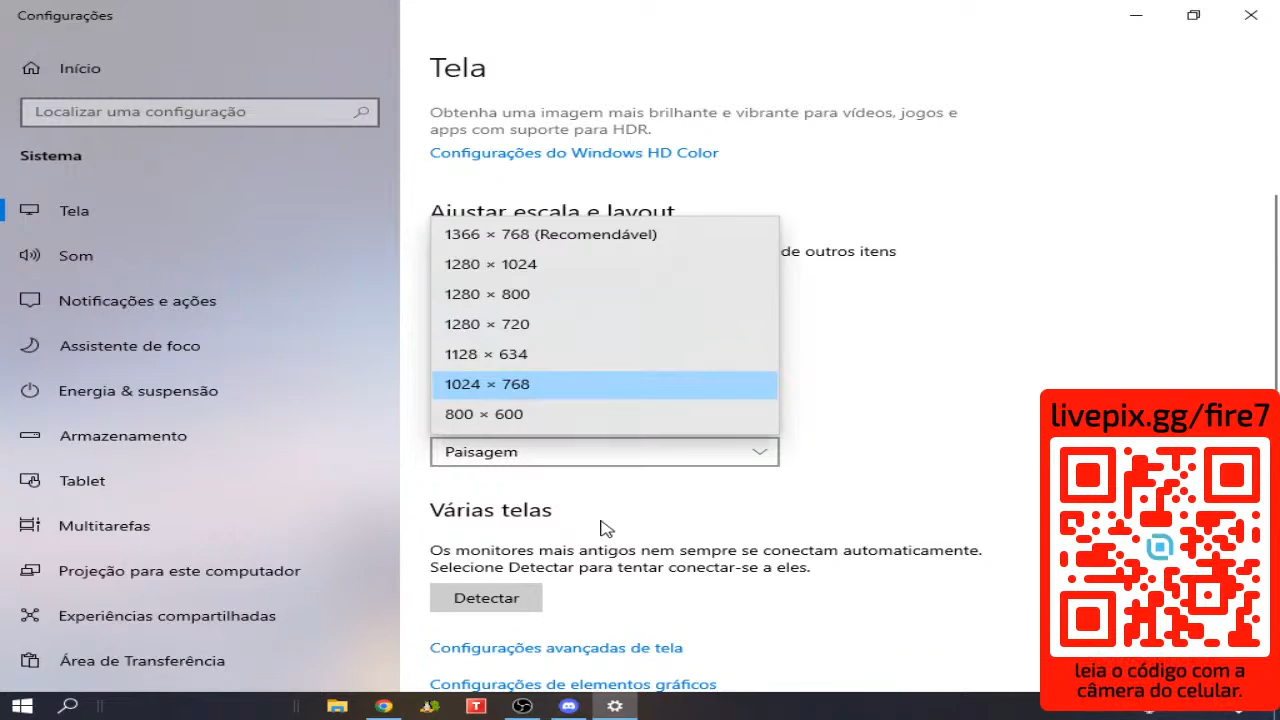 Configurações
Início
Localizar uma configuração
Sistema
Tela
Som
Notificações e ações
Assistente de foco
Energia & suspensão
Armazenamento
Tablet
Multitarefas
Projeção para este computador
Experiências compartilhadas
Área de Transferência
Tela
Obtenha uma imagem mais brilhante e vibrante para vídeos, jogos e
apps com suporte para HDR.
Configurações do Windows HD Color
Ajustar escala e layout
de outros itens
1366 × 768 (Recomendável)
1280 × 1024
1280 × 800
1280 × 720
1128 × 634
1024 × 768
800 × 600
Paisagem
Várias telas
Os monitores mais antigos nem sempre se conectam automaticamente.
Selecione Detectar para tentar conectar-se a eles.
Detectar
Configurações avançadas de tela
Configurações de elementos gráficos
livepix.gg/fire7
leia o código com a
câmera do celular.
T